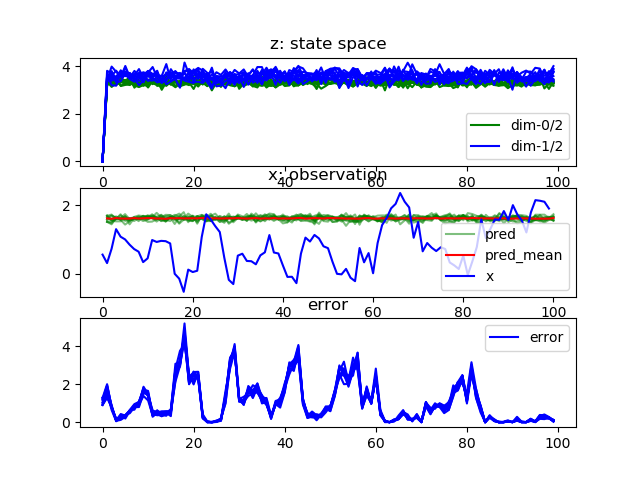 z: state space
4
2
0
dim-0/2
dim-1/2
0 20 40 60 80 100
x: observation
2
0
pred
pred_mean
x
0 20 40 60 80 100
error
4
2
0
error
0 20 40 60 80 100